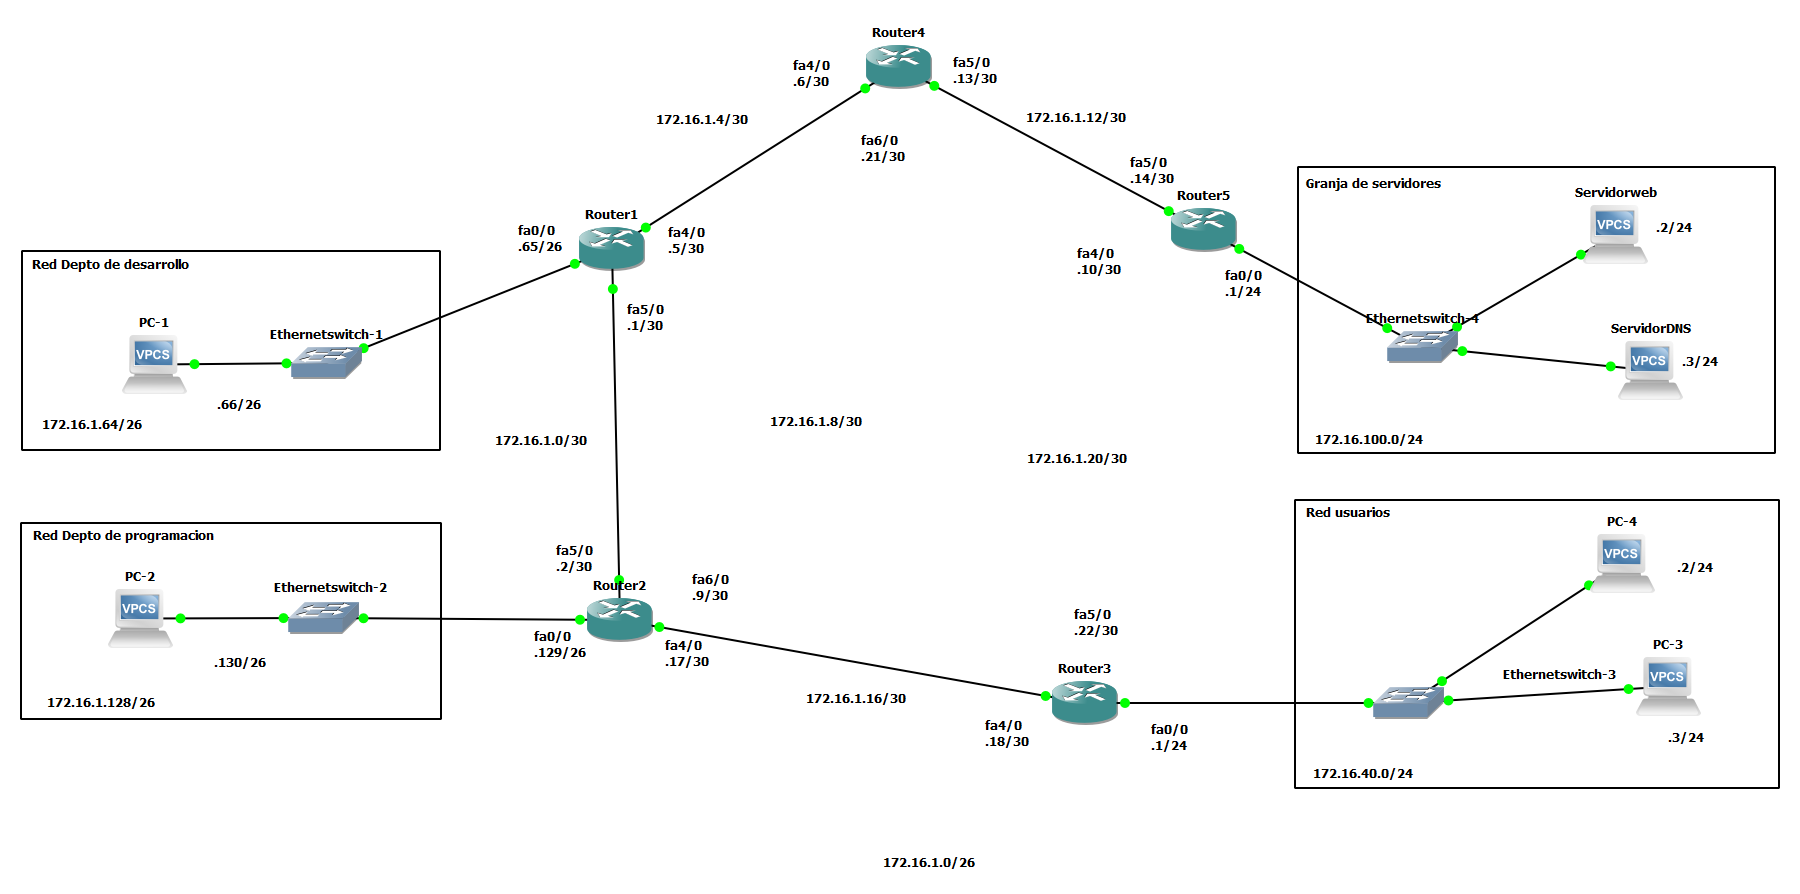 Router4
fa4/0
.6/30
fa5/0
.13/30
172.16.1.4/30
172.16.1.12/30
fa6/0
.21/30
fa5/0
.14/30
Router5
Granja de servidores
Servidorweb
VPCS
.2/24
Router1
fa0/0
.65/26
fa4/0
.5/30
fa4/0
.10/30
fa0/0
.1/24
Red Depto de desarrollo
PC-1
VPCS
Ethernetswitch-1
fa5/0
.1/30
Ethernetswitch-4
ServidorDNS
VPCS
.3/24
.66/26
172.16.1.64/26
172.16.1.0/30
172.16.1.8/30
172.16.1.20/30
172.16.100.0/24
Red Depto de programacion
PC-2
VPCS
Ethernetswitch-2
.130/26
172.16.1.128/26
fa5/0
.2/30
Router2
fa6/0
.9/30
fa0/0
.129/26
fa4/0
.17/30
172.16.1.16/30
fa5/0
.22/30
Router3
fa4/0
.18/30
fa0/0
.1/24
Red usuarios
PC-4
VPCS
.2/24
PC-3
VPCS
Ethernetswitch-3
.3/24
172.16.40.0/24
172.16.1.0/26